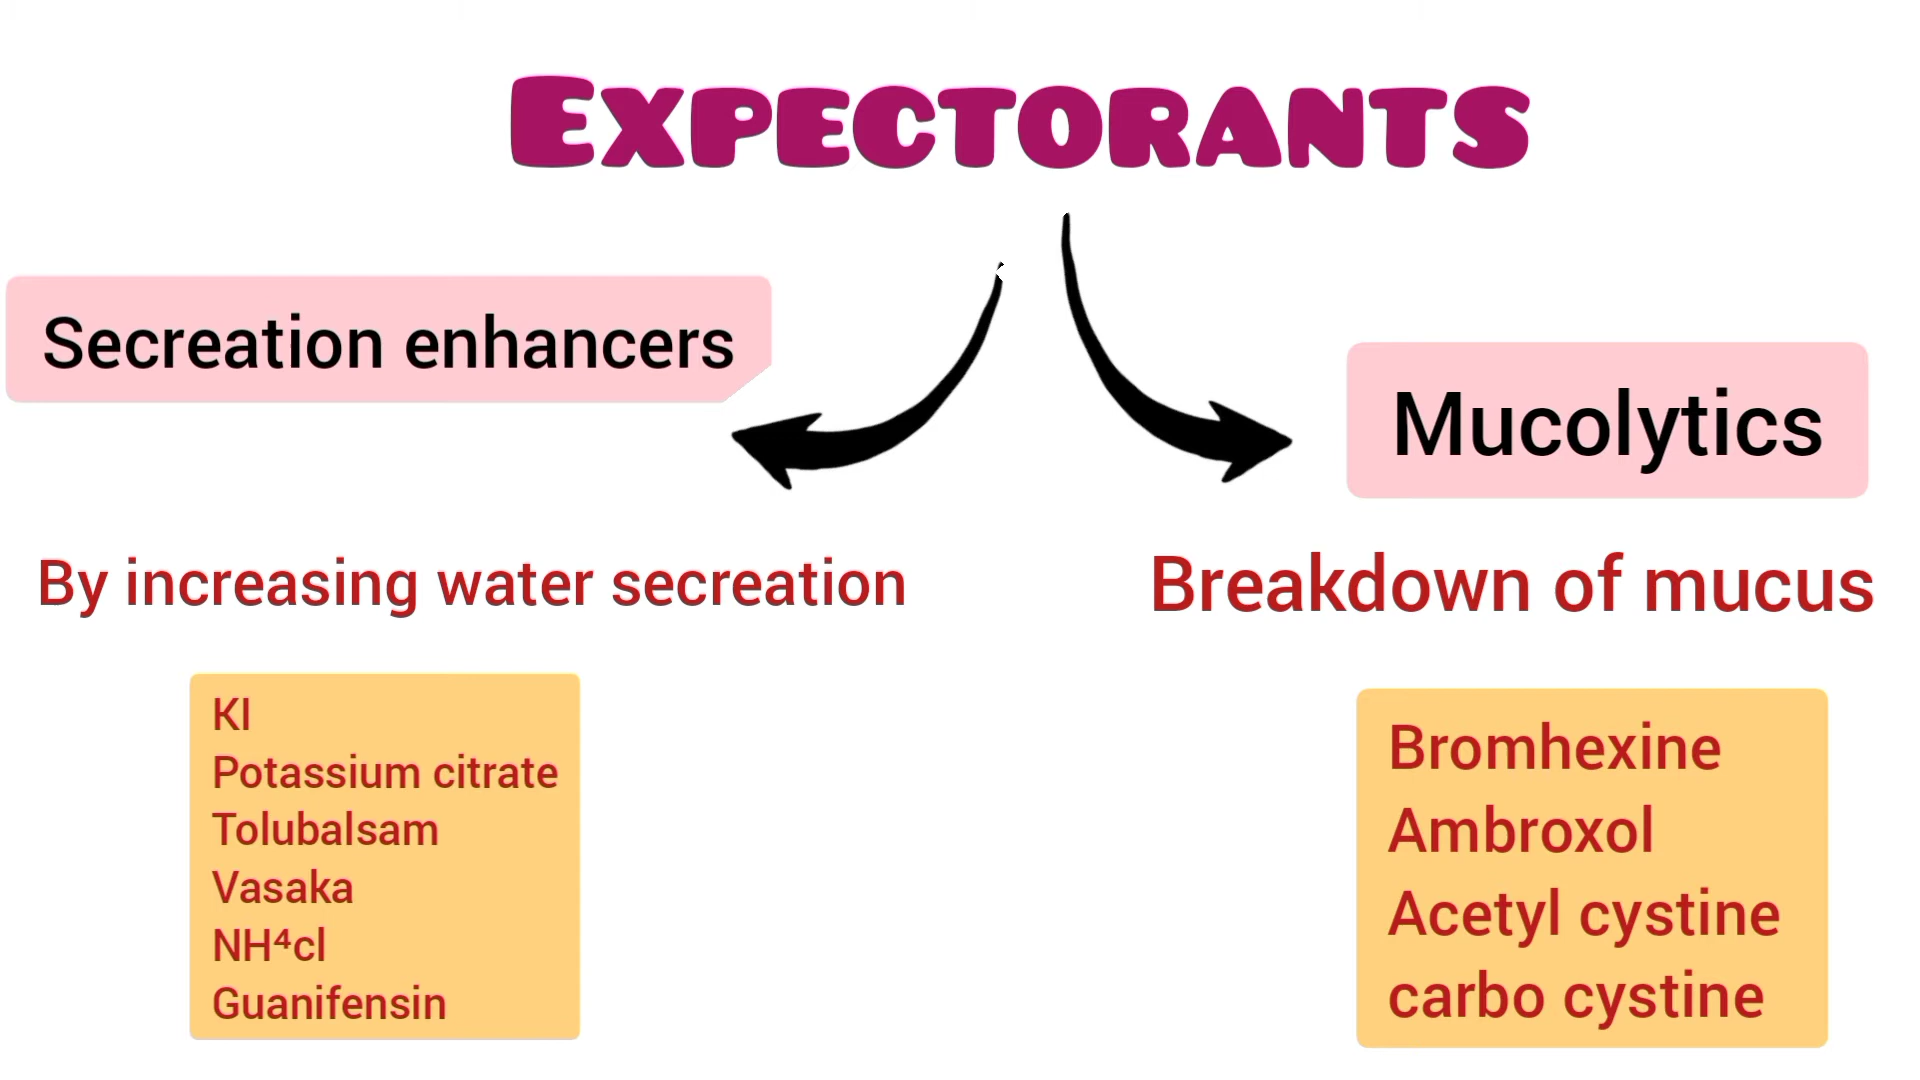 EXPECTORANTS
Secreation enhancers
Mucolytics
By increasing water secreation
Breakdown of mucus
KI
Potassium citrate
Tolubalsam
Vasaka
NH⁴cl
Guanifensin
Bromhexine
Ambroxol
Acetyl cystine
carbo cystine